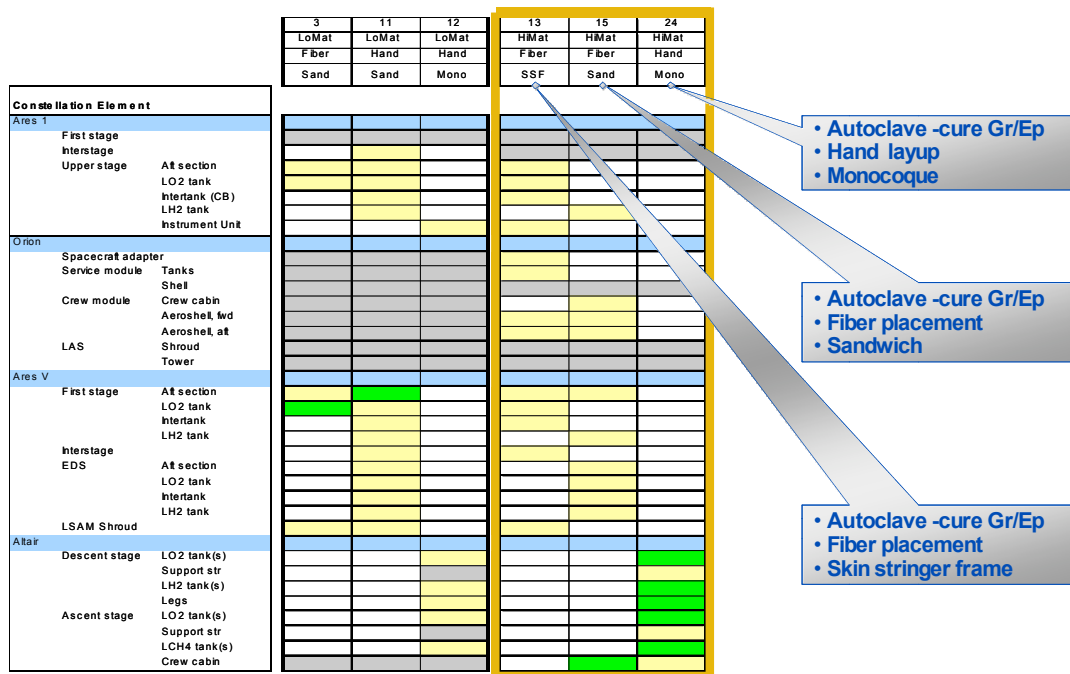 3 11 12 13 15 24
LoMat LoMat LoMat HiMat HiMat HiMat
Fiber Hand Hand Fiber Fiber Hand
Sand Sand Mono SSF Sand Mono
Constellation Element
Ares 1
First stage
Interstage
Upper stage Aft section
LO2 tank
Intertank (CB)
LH2 tank
Instrument Unit
Orion
Spacecraft adapter
Service module Tanks
Shell
Crew module Crew cabin
Aeroshell, fwd
Aeroshell, aft
LAS Shroud
Tower
Ares V
First stage Aft section
LO2 tank
Intertank
LH2 tank
Interstage
EDS Aft section
LO2 tank
Intertank
LH2 tank
LSAM Shroud
Altair
Descent stage LO2 tank(s)
Support str
LH2 tank(s)
Legs
Ascent stage LO2 tank(s)
Support str
LCH4 tank(s)
Crew cabin
• Autoclave -cure Gr/Ep
• Hand layup
• Monocoque
• Autoclave -cure Gr/Ep
• Fiber placement
• Sandwich
• Autoclave -cure Gr/Ep
• Fiber placement
• Skin stringer frame